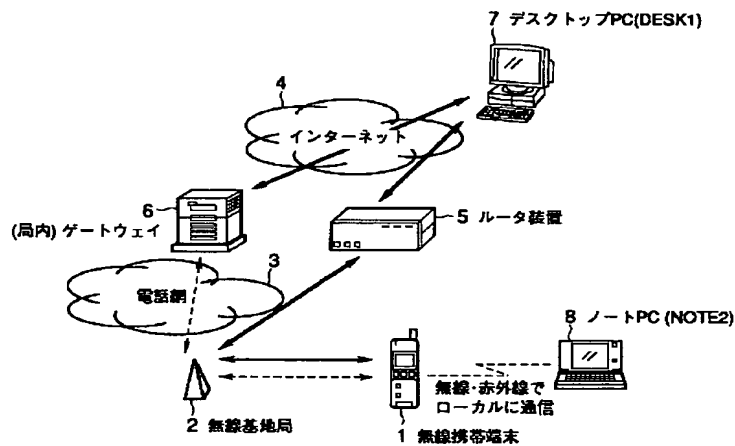 7 デスクトップPC(DESK1)
4
インターネット
6
(局内) ゲートウェイ
5 ルータ装置
3
電話網
8 ノートPC (NOTE2)
無線・赤外線で
ローカルに通信
2 無線基地局
1 無線携帯端末